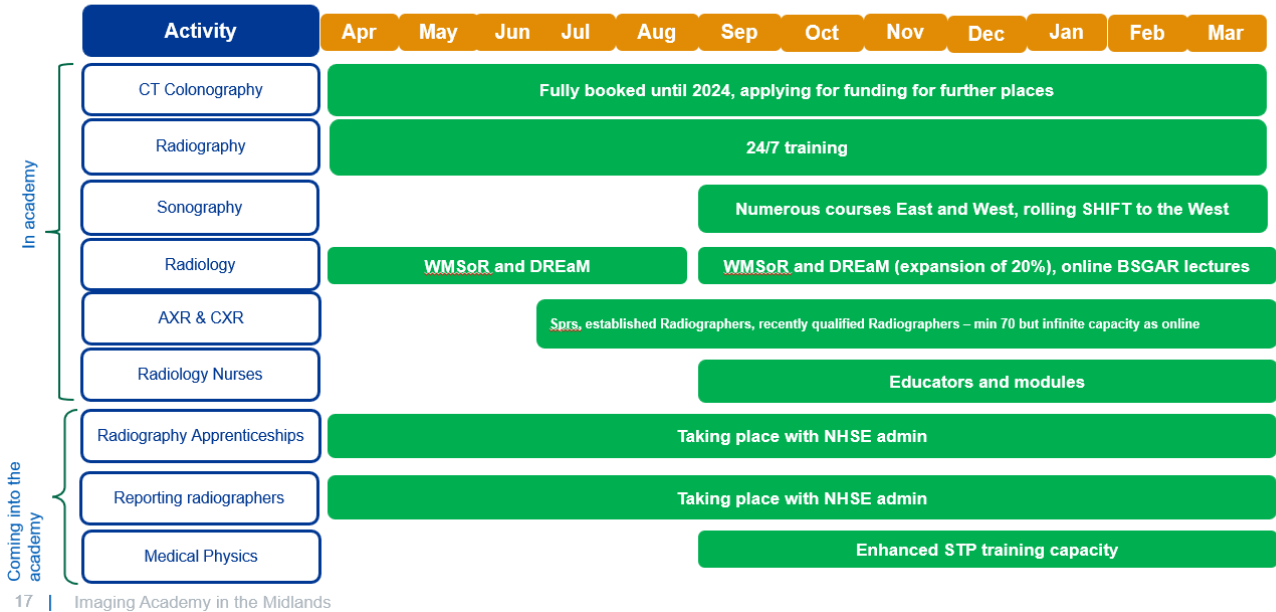 Activity
Apr May Jun Jul Aug Sep Oct Nov Dec Jan Feb Mar
In academy
CT Colonography
Fully booked until 2024, applying for funding for further places
Radiography
24/7 training
Sonography
Numerous courses East and West, rolling SHIFT to the West
Radiology
WMSoR and DREaM
WMSoR and DREaM (expansion of 20%), online BSGAR lectures
AXR & CXR
Sprs, established Radiographers, recently qualified Radiographers – min 70 but infinite capacity as online
Radiology Nurses
Educators and modules
Coming into the
academy
Radiography Apprenticeships
Taking place with NHSE admin
Reporting radiographers
Taking place with NHSE admin
Medical Physics
Enhanced STP training capacity
17 | Imaging Academy in the Midlands